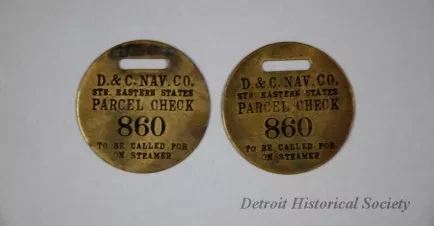 D. & C. NAV. CO.
STR. EASTERN STATES
PARCEL CHECK
860
TO BE CALLED FOR
ON STEAMER
D. & C. NAV. CO.
STR. EASTERN STATES
PARCEL CHECK
860
TO BE CALLED FOR
ON STEAMER
Detroit Historical Society